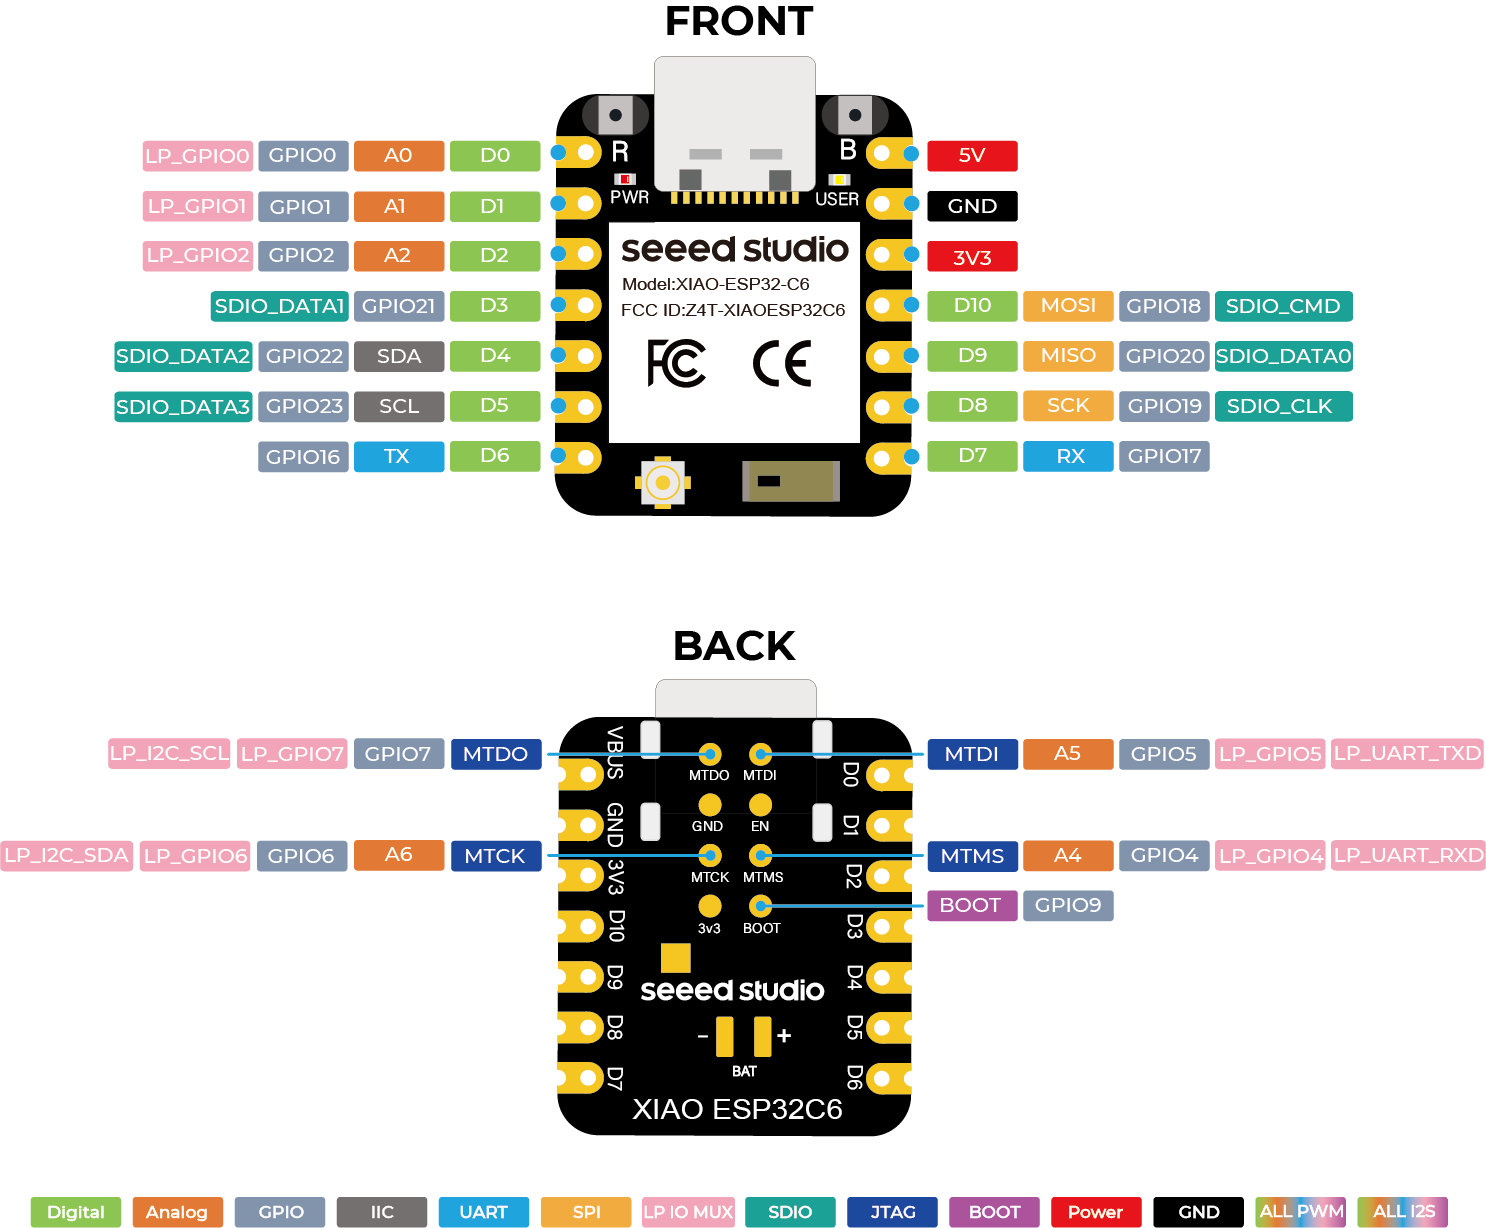 FRONT
R B
PWR USER
LP_GPIO0 GPIO0 A0 D0 5V
LP_GPIO1 GPIO1 A1 D1 GND
LP_GPIO2 GPIO2 A2 D2 3V3
SDIO_DATA1 GPIO21 D3 D10 MOSI GPIO18 SDIO_CMD
SDIO_DATA2 GPIO22 SDA D4 D9 MISO GPIO20 SDIO_DATA0
SDIO_DATA3 GPIO23 SCL D5 D8 SCK GPIO19 SDIO_CLK
GPIO16 TX D6 D7 RX GPIO17
seeed studio
Model:XIAO-ESP32-C6
FCC ID:Z4T-XIAOESP32C6
FC CE
BACK
LP_I2C_SCL LP_GPIO7 GPIO7 MTDO MTDI A5 GPIO5 LP_GPIO5 LP_UART_TXD
LP_I2C_SDA LP_GPIO6 GPIO6 A6 MTCK MTMS A4 GPIO4 LP_GPIO4 LP_UART_RXD
BOOT GPIO9
VBUS
GND
3V3
D10
D9
D8
D7
MTDO MTDI
GND EN
MTCK MTMS
3v3 BOOT
D0
D1
D2
D3
D4
D5
D6
seeed studio
- +
BAT
XIAO ESP32C6
Digital Analog GPIO IIC UART SPI LP IO MUX SDIO JTAG BOOT Power GND ALL PWM ALL I2S